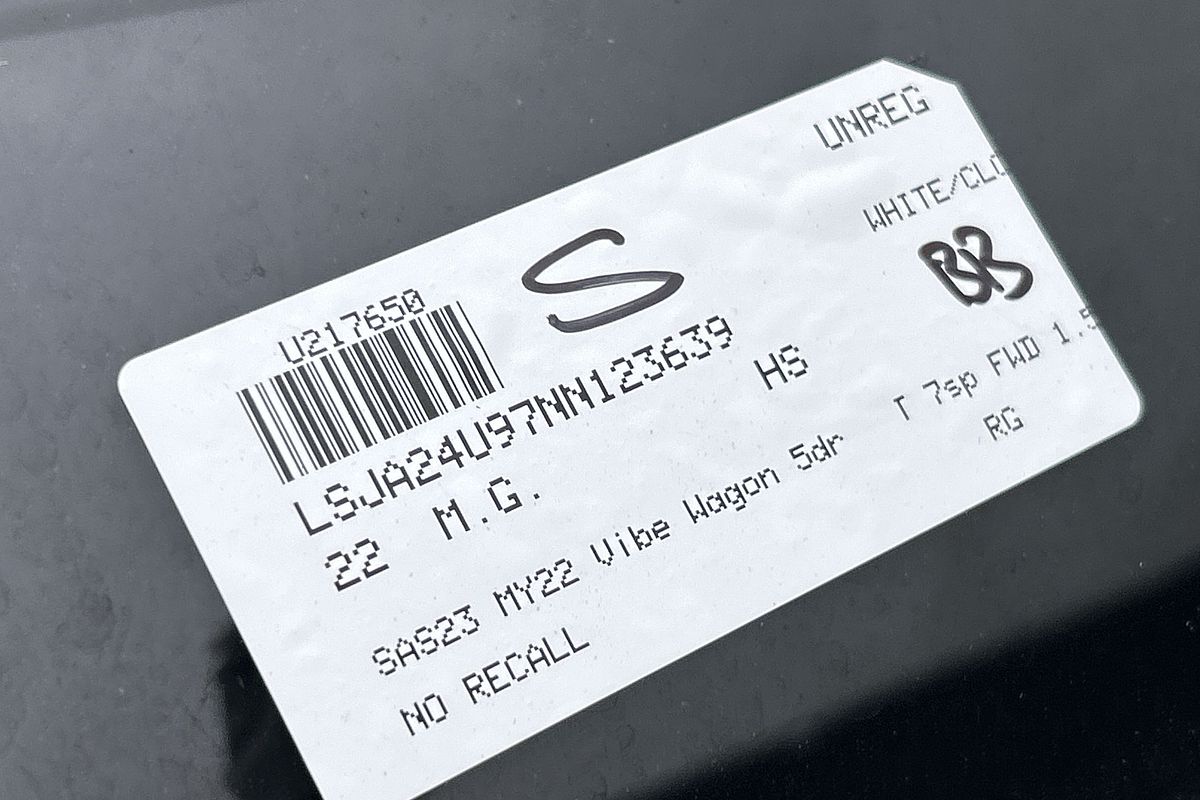 UNREG
U217650
S
WHITE/CLO
BB
LSJA24U97NN123639
22 M.G. HS
SAS23 MY22 Vibe Wagon 5dr T 7sp FWD 1.5
NO RECALL RG